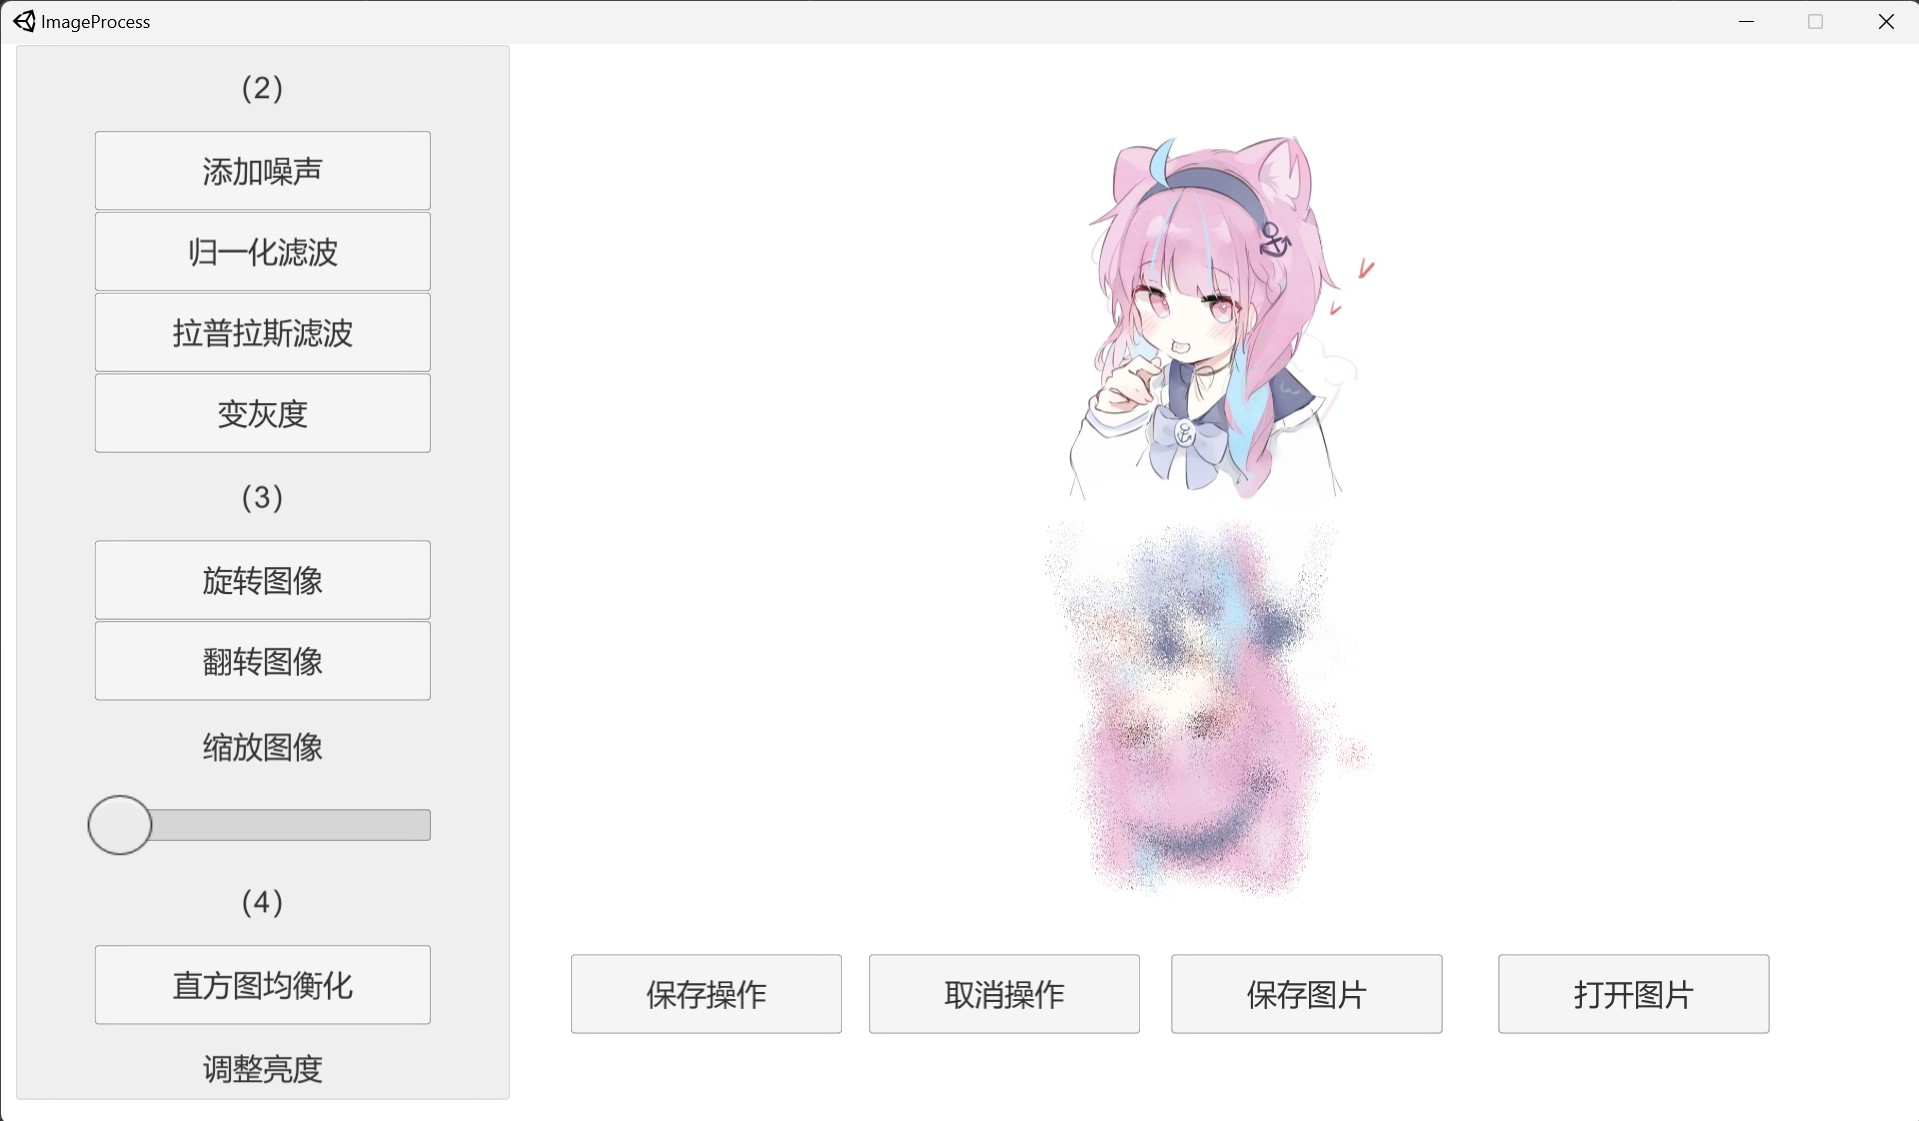 ImageProcess
(2)
添加噪声
归一化滤波
拉普拉斯滤波
变灰度
(3)
旋转图像
翻转图像
缩放图像
(4)
直方图均衡化
调整亮度
保存操作
取消操作
保存图片
打开图片